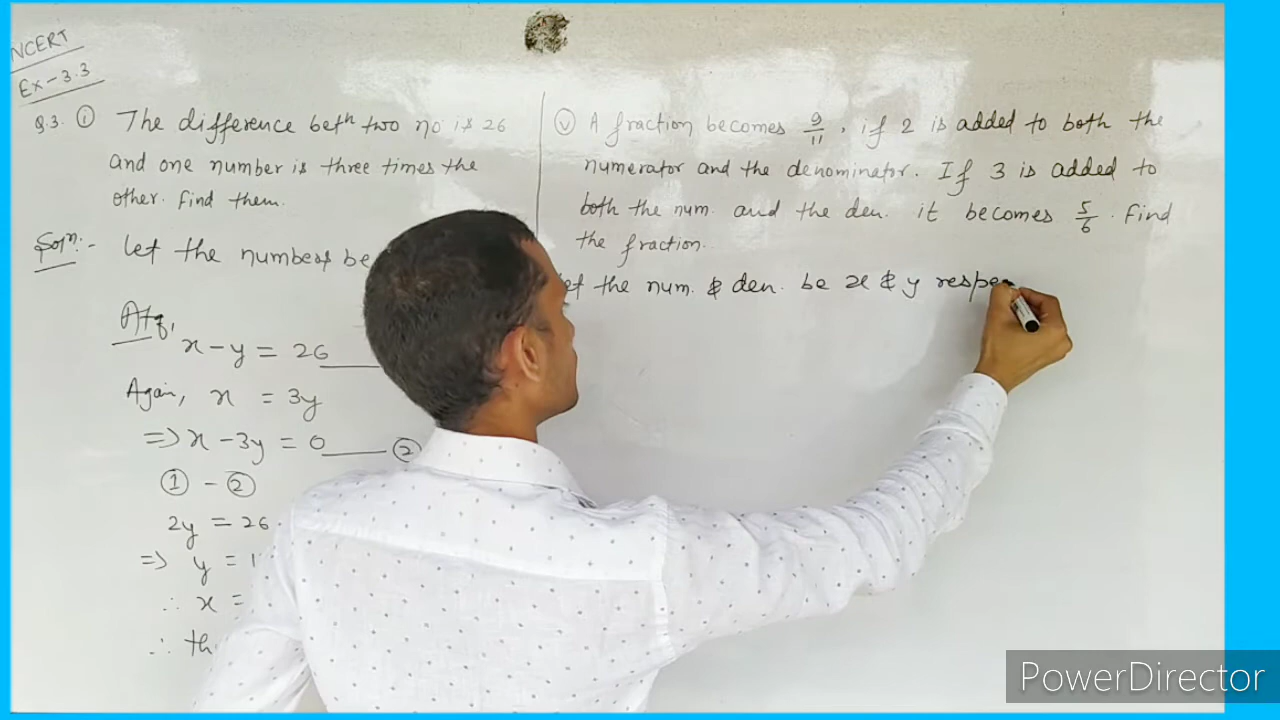 NCERT
Ex-3.3
Q.3. (i) The difference betn two no is 26
and one number is three times the
other. Find them.
Soln:- Let the numbers be
Atq,
x - y = 26
Again, x = 3y
=> x - 3y = 0 ②
① - ②
2y = 26
=> y = 1
∴ x =
∴ th
(v) A fraction becomes 9/11, if 2 is added to both the
numerator and the denominator. If 3 is added to
both the num. and the den. it becomes 5/6. Find
the fraction.
Let the num. & den. be x & y respe
PowerDirector